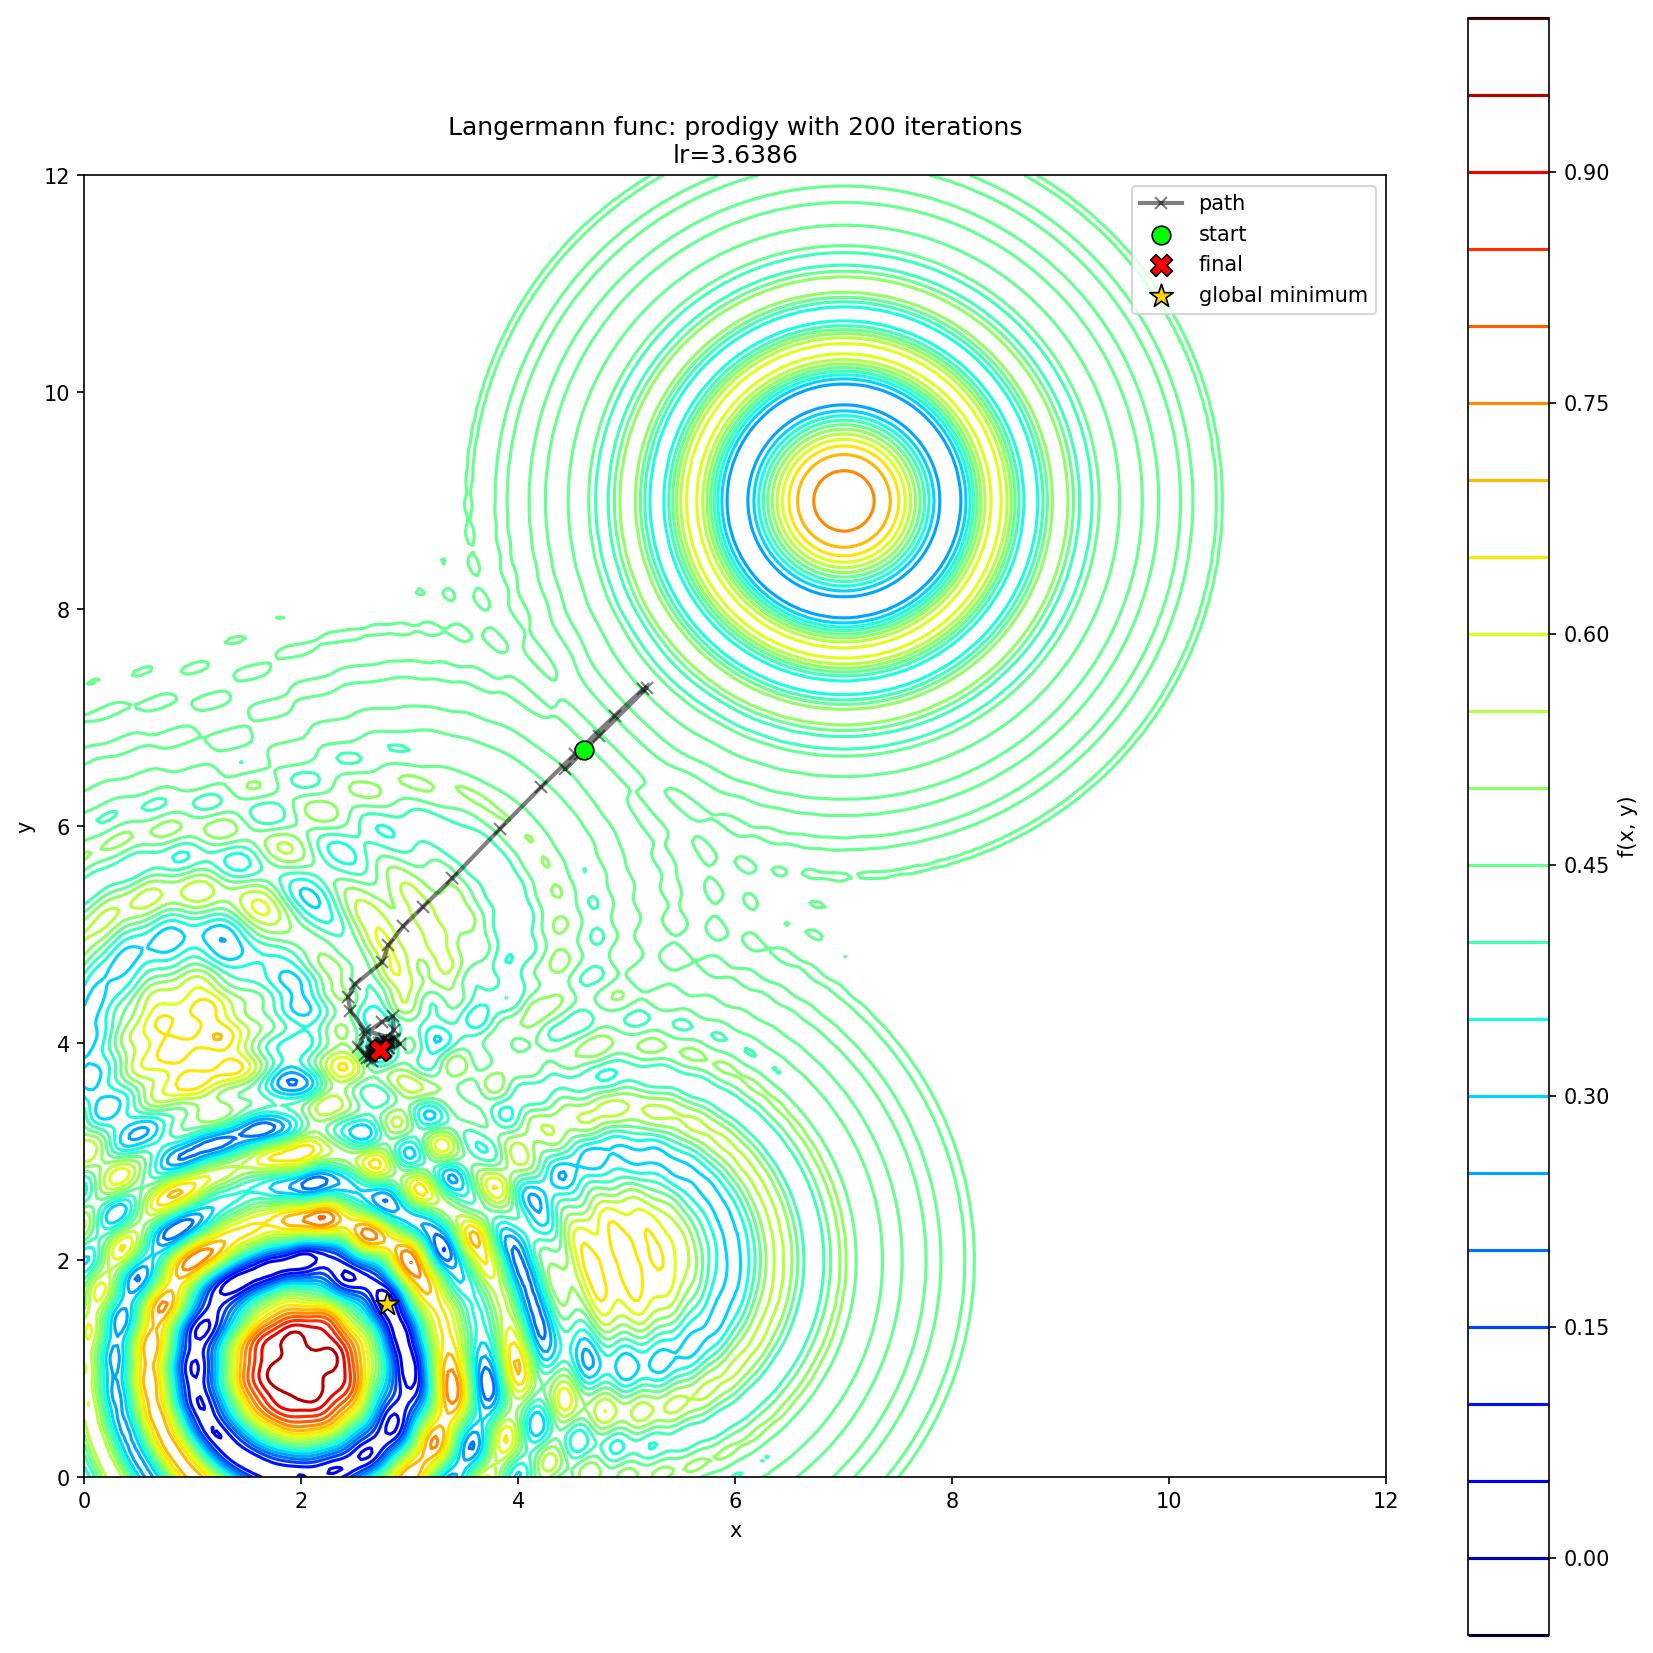 Langermann func: prodigy with 200 iterations
lr=3.6386
path
start
final
global minimum
12
10
8
6
4
2
0
y
0
2
4
6
8
10
12
x
0.90
0.75
0.60
0.45
0.30
0.15
0.00
f(x, y)